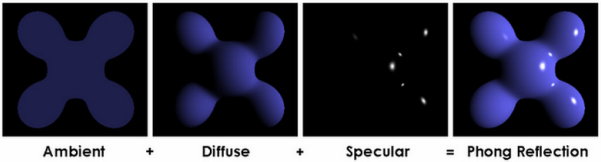 Ambient + Diffuse + Specular = Phong Reflection